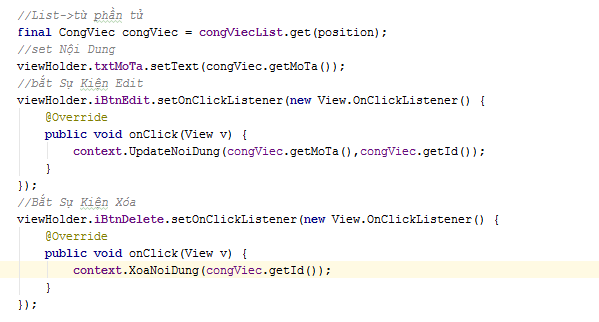 //List->từ phần tử
final CongViec congViec = congViecList.get(position);
//set Nội Dung
viewHolder.txtMoTa.setText(congViec.getMoTa());
//bắt Sự Kiện Edit
viewHolder.iBtnEdit.setOnClickListener(new View.OnClickListener() {
@Override
public void onClick(View v) {
context.UpdateNoiDung(congViec.getMoTa(),congViec.getId());
}
});
//Bắt Sự Kiện Xóa
viewHolder.iBtnDelete.setOnClickListener(new View.OnClickListener() {
@Override
public void onClick(View v) {
context.XoaNoiDung(congViec.getId());
}
});